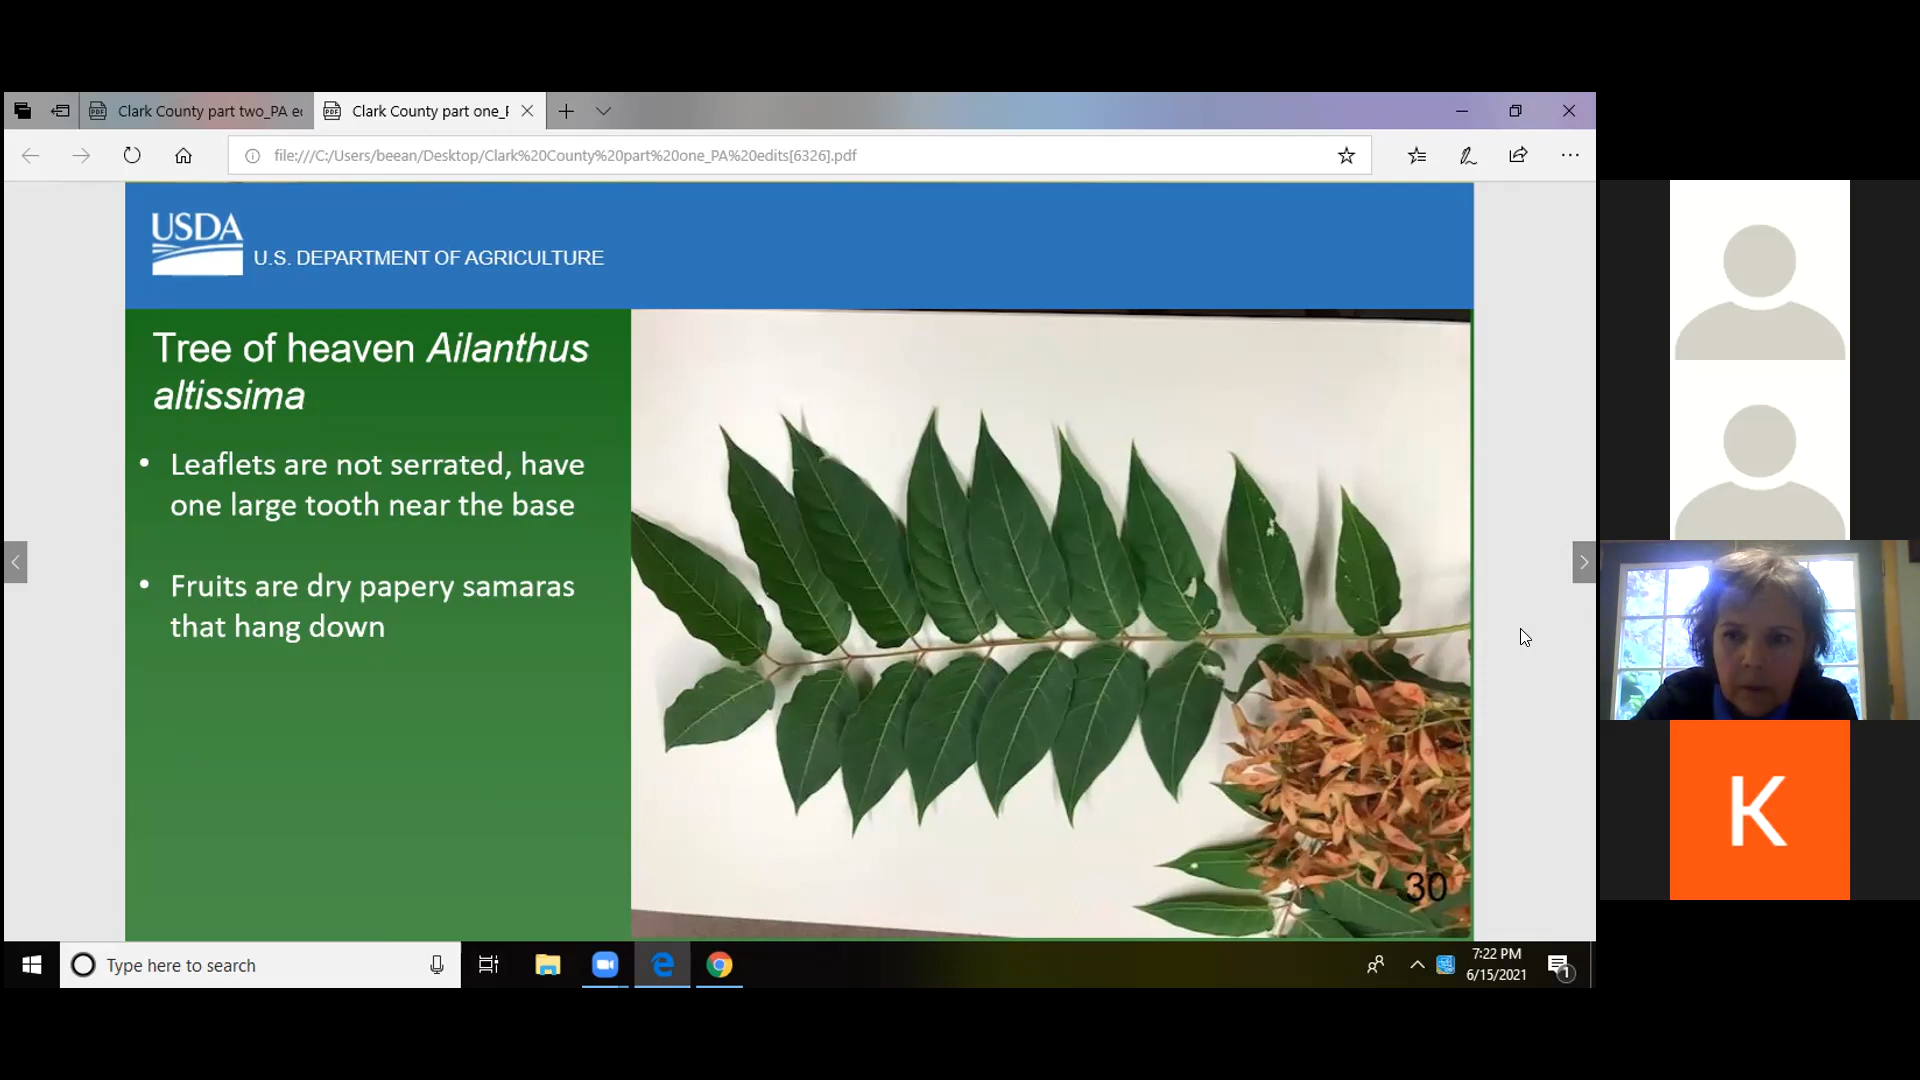 Clark County part two_PA ec
Clark County part one_P
file:///C:/Users/beean/Desktop/Clark%20County%20part%20one_PA%20edits[6326].pdf
USDA
U.S. DEPARTMENT OF AGRICULTURE
Tree of heaven Ailanthus
altissima
• Leaflets are not serrated, have
one large tooth near the base
• Fruits are dry papery samaras
that hang down
30
K
Type here to search
7:22 PM
6/15/2021
1